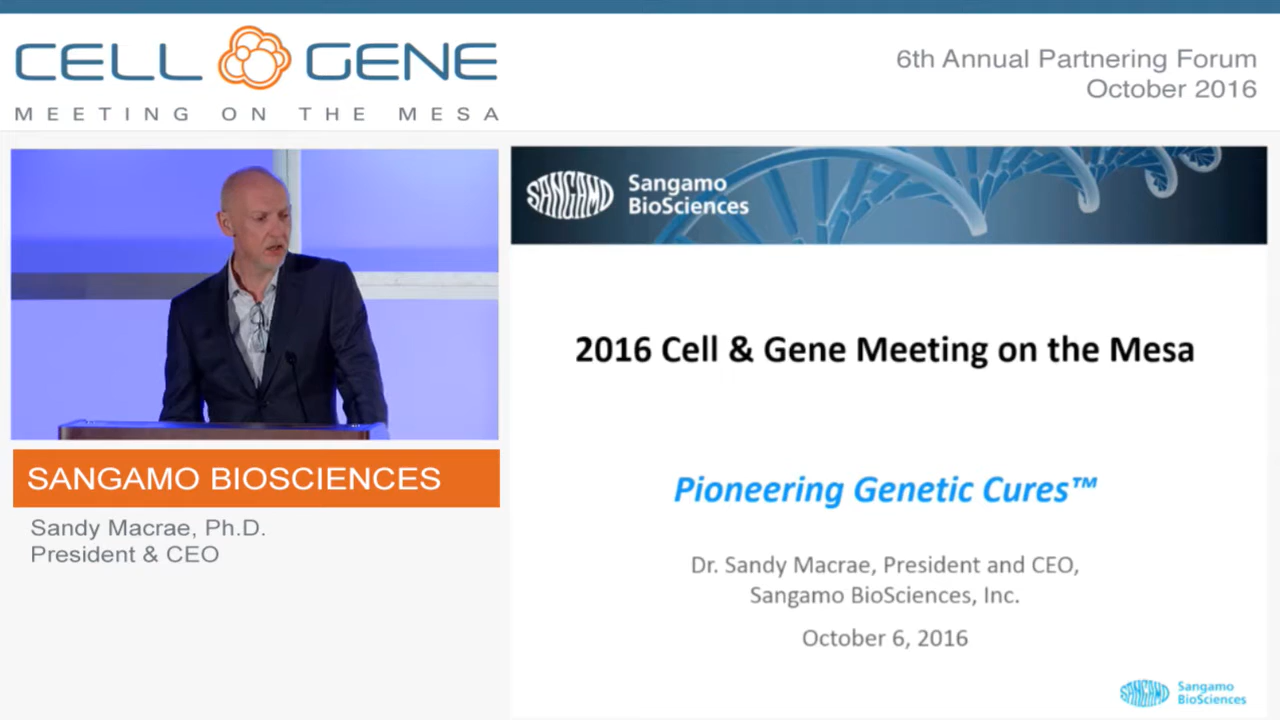 CELL GENE
MEETING ON THE MESA
6th Annual Partnering Forum
October 2016
SANGAMO
Sangamo
BioSciences
2016 Cell & Gene Meeting on the Mesa
Pioneering Genetic Cures™
Dr. Sandy Macrae, President and CEO,
Sangamo BioSciences, Inc.
October 6, 2016
SANGAMO
Sangamo
BioSciences
SANGAMO BIOSCIENCES
Sandy Macrae, Ph.D.
President & CEO